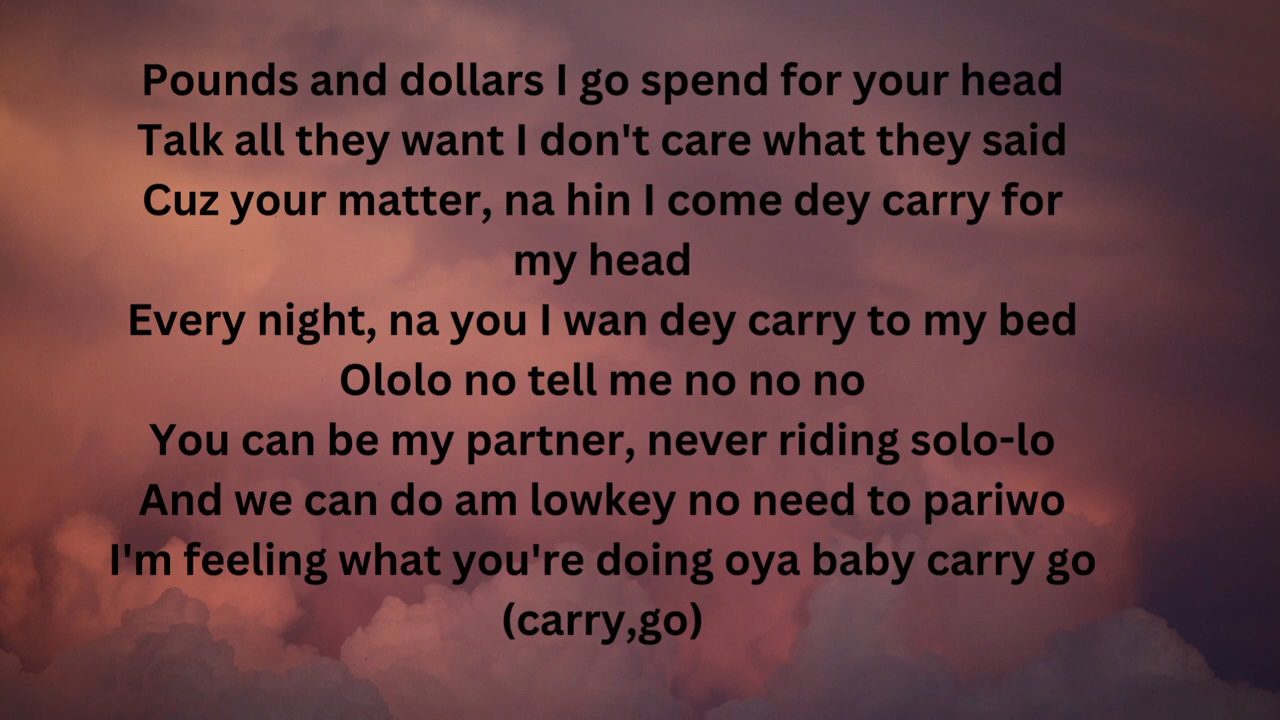 Pounds and dollars I go spend for your head
Talk all they want I don't care what they said
Cuz your matter, na hin I come dey carry for
my head
Every night, na you I wan dey carry to my bed
Ololo no tell me no no no
You can be my partner, never riding solo-lo
And we can do am lowkey no need to pariwo
I'm feeling what you're doing oya baby carry go
(carry,go)